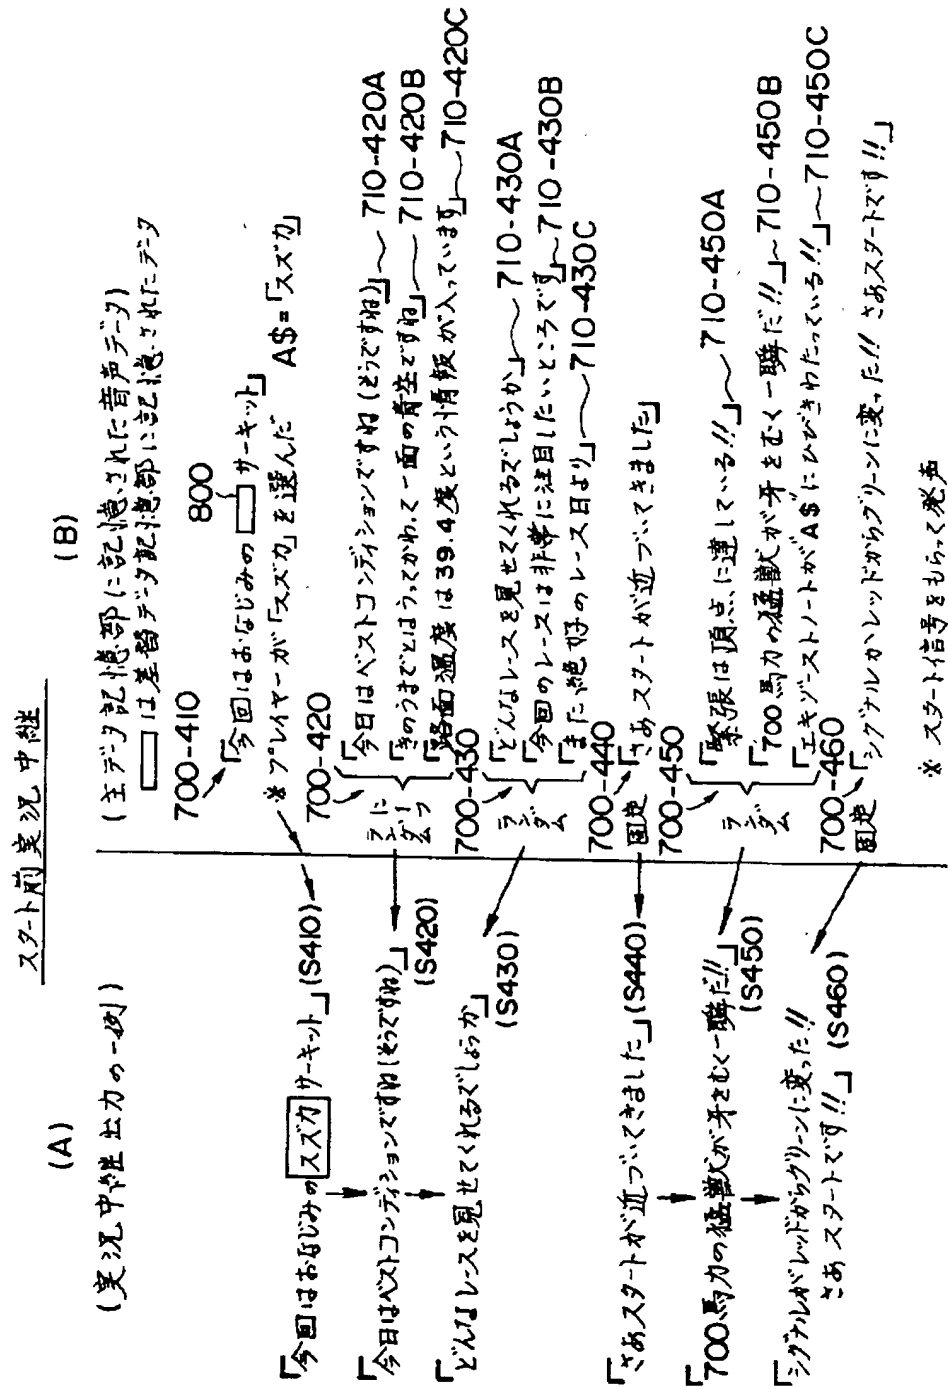 スタート前実況中継
(A)
(実況中継出力の一例)
「今回はおなじみのスズカサーキット」(S410)
「今日はベストコンディションですね(そうですね)」
(S420)
「どんなレースを見せてくれるでしょうか」
(S430)
「さあスタートが近づいてきました」(S440)
「700馬力の猛獣が牙をむく一瞬だ!!」
(S450)
「シグナルがレッドからグリーンに変った!!
さあスタートです!!」(S460)
(B)
(主データ記憶部に記憶された音声データ)
は基督データ記憶部に記憶されたデータ
700-410
800
「今回はおなじみの サーキット」
※プレイヤーが「スズカ」を選んだ A$=「スズカ」
700-420
ランダムに一つ
「今日はベストコンディションですね(そうですね)」〜710-420A
「きのうまでとはうってかわって一面の青空ですね」〜710-420B
「路面温度は39.4度という情報が入っています」〜710-420C
700-430
ランダム
「どんなレースを見せてくれるでしょうか」〜710-430A
「今回のレースは非常に注目したいところです」〜710-430B
「また絶好のレース日より」〜710-430C
700-440
固定
「さあスタートが近づいてきました」
700-450
ランダム
「緊張は頂点に達している!!」〜710-450A
「700馬力の猛獣が牙をむく一瞬だ!!」〜710-450B
「エキゾーストノートが"A$"にひびきわたっている!!」〜710-450C
700-460
固定
「シグナルがレッドからグリーンに変った!! さあスタートです!!」
※ スタート信号をもらって発声